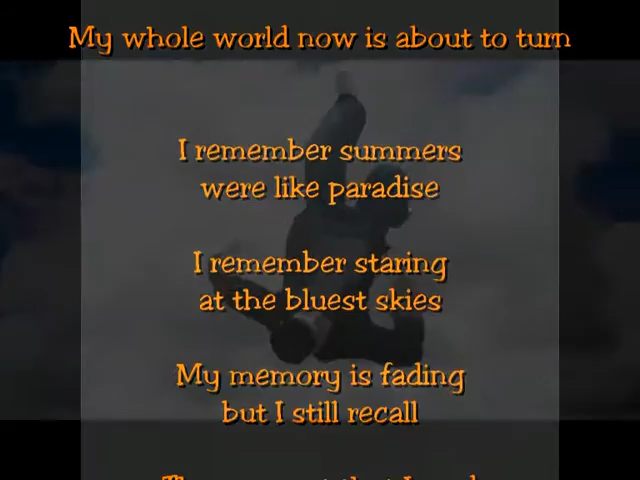 My whole world now is about to turn
I remember summers
were like paradise
I remember staring
at the bluest skies
My memory is fading
but I still recall